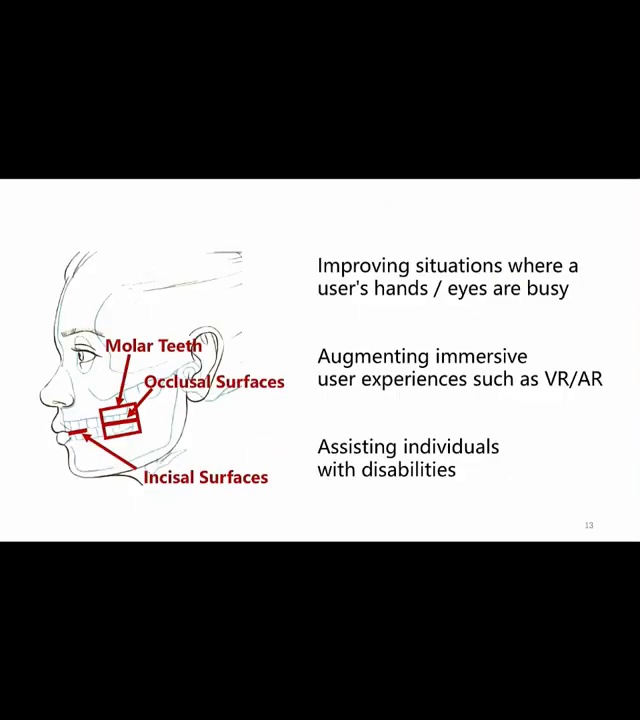 Molar Teeth
Occlusal Surfaces
Incisal Surfaces
Improving situations where a
user's hands / eyes are busy
Augmenting immersive
user experiences such as VR/AR
Assisting individuals
with disabilities
13